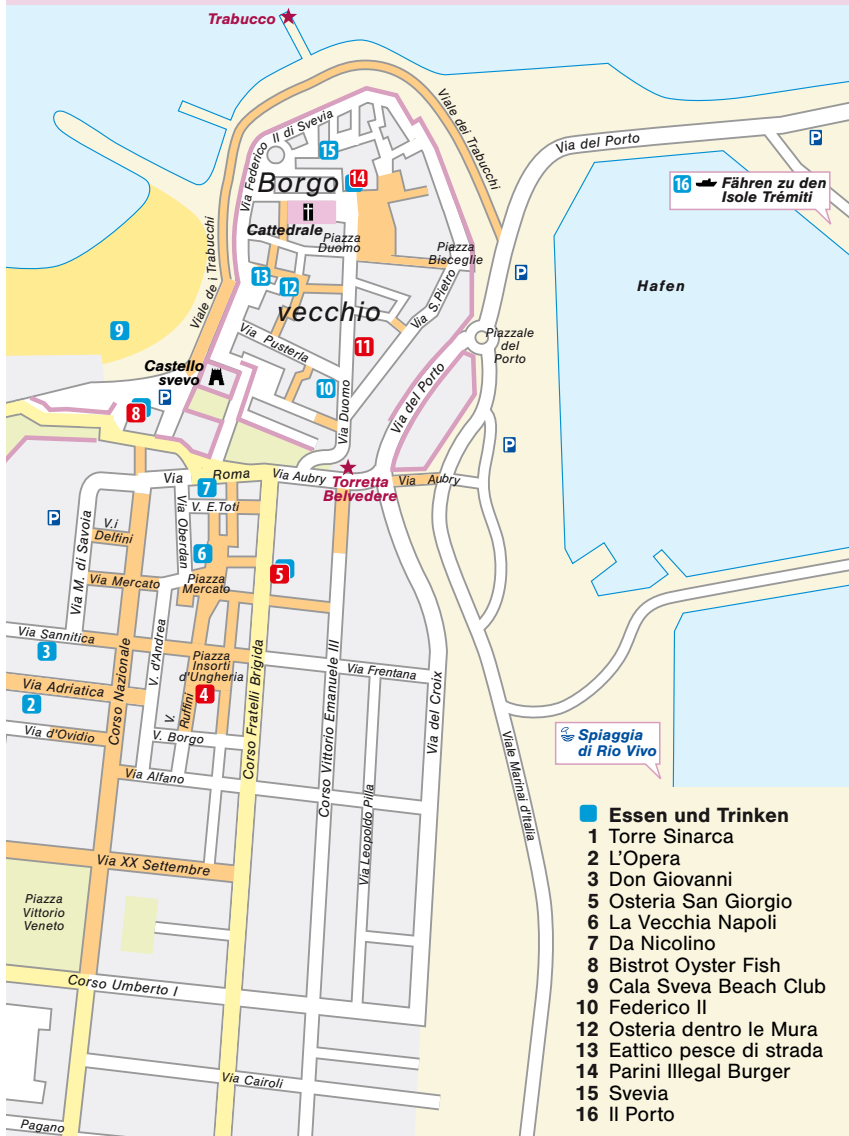 Trabucco
Via Federico II di Svevia
Viale dei Trabucchi
Via del Porto
P
15
14
Borgo
16 Fähren zu den
Isole Trémiti
Cattedrale
Piazza
Duomo
Piazza
Bisceglie
Viale de i Trabucchi
13
12
P
Hafen
vecchio
Via S.Pietro
9
Via Pusterla
11
Piazzale
del
Porto
Castello
svevo
10
Via del Porto
P
8
Via Duomo
P
Via Roma
Via Aubry
Torretta
Belvedere
Via Aubry
7
V. E.Toti
P
V.i
Delfini
Via Oberdan
6
Via M. di Savoia
Via Mercato
Piazza
Mercato
5
Via Sannitica
3
V. d'Andrea
Piazza
Insorti
d'Ungheria
Corso Fratelli Brigida
Corso Vittorio Emanuele III
Via Frentana
Via del Croix
Via Adriatica
2
Corso Nazionale
4
V.
Ruffini
Via d'Ovidio
V. Borgo
Via Alfano
Via Leopoldo Pilla
Viale Marinai d'Italia
Spiaggia
di Rio Vivo
Via XX Settembre
Piazza
Vittorio
Veneto
Corso Umberto I
Via Cairoli
Pagano
Essen und Trinken
1 Torre Sinarca
2 L'Opera
3 Don Giovanni
5 Osteria San Giorgio
6 La Vecchia Napoli
7 Da Nicolino
8 Bistrot Oyster Fish
9 Cala Sveva Beach Club
10 Federico II
12 Osteria dentro le Mura
13 Eattico pesce di strada
14 Parini Illegal Burger
15 Svevia
16 Il Porto